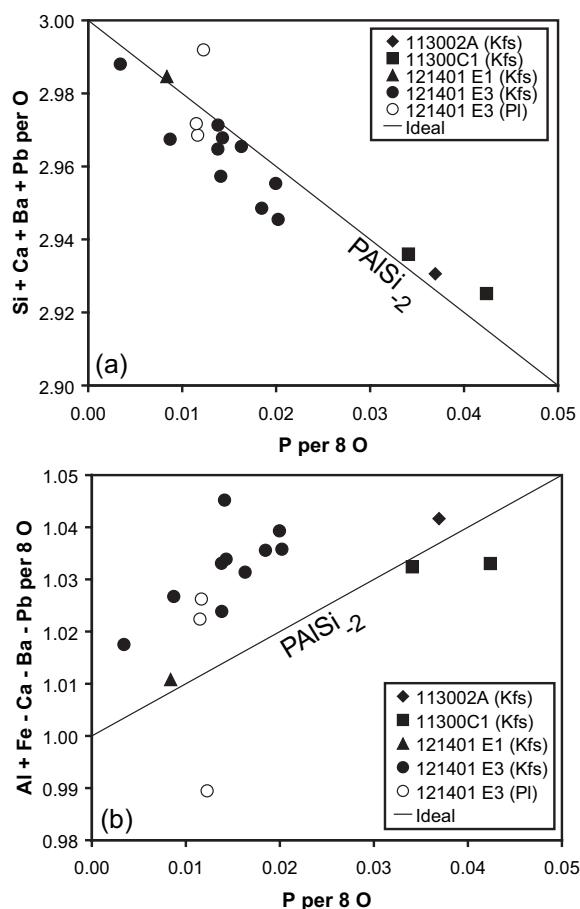 3.00
2.98
2.96
2.94
2.92
2.90
Si + Ca + Ba + Pb per O
113002A (Kfs)
11300C1 (Kfs)
121401 E1 (Kfs)
121401 E3 (Kfs)
121401 E3 (Pl)
Ideal
PAlSi-2
(a)
0.00 0.01 0.02 0.03 0.04 0.05
P per 8 O
1.05
1.04
1.03
1.02
1.01
1.00
0.99
0.98
Al + Fe - Ca - Ba - Pb per 8 O
PAlSi-2
113002A (Kfs)
11300C1 (Kfs)
121401 E1 (Kfs)
121401 E3 (Kfs)
121401 E3 (Pl)
Ideal
(b)
0.00 0.01 0.02 0.03 0.04 0.05
P per 8 O